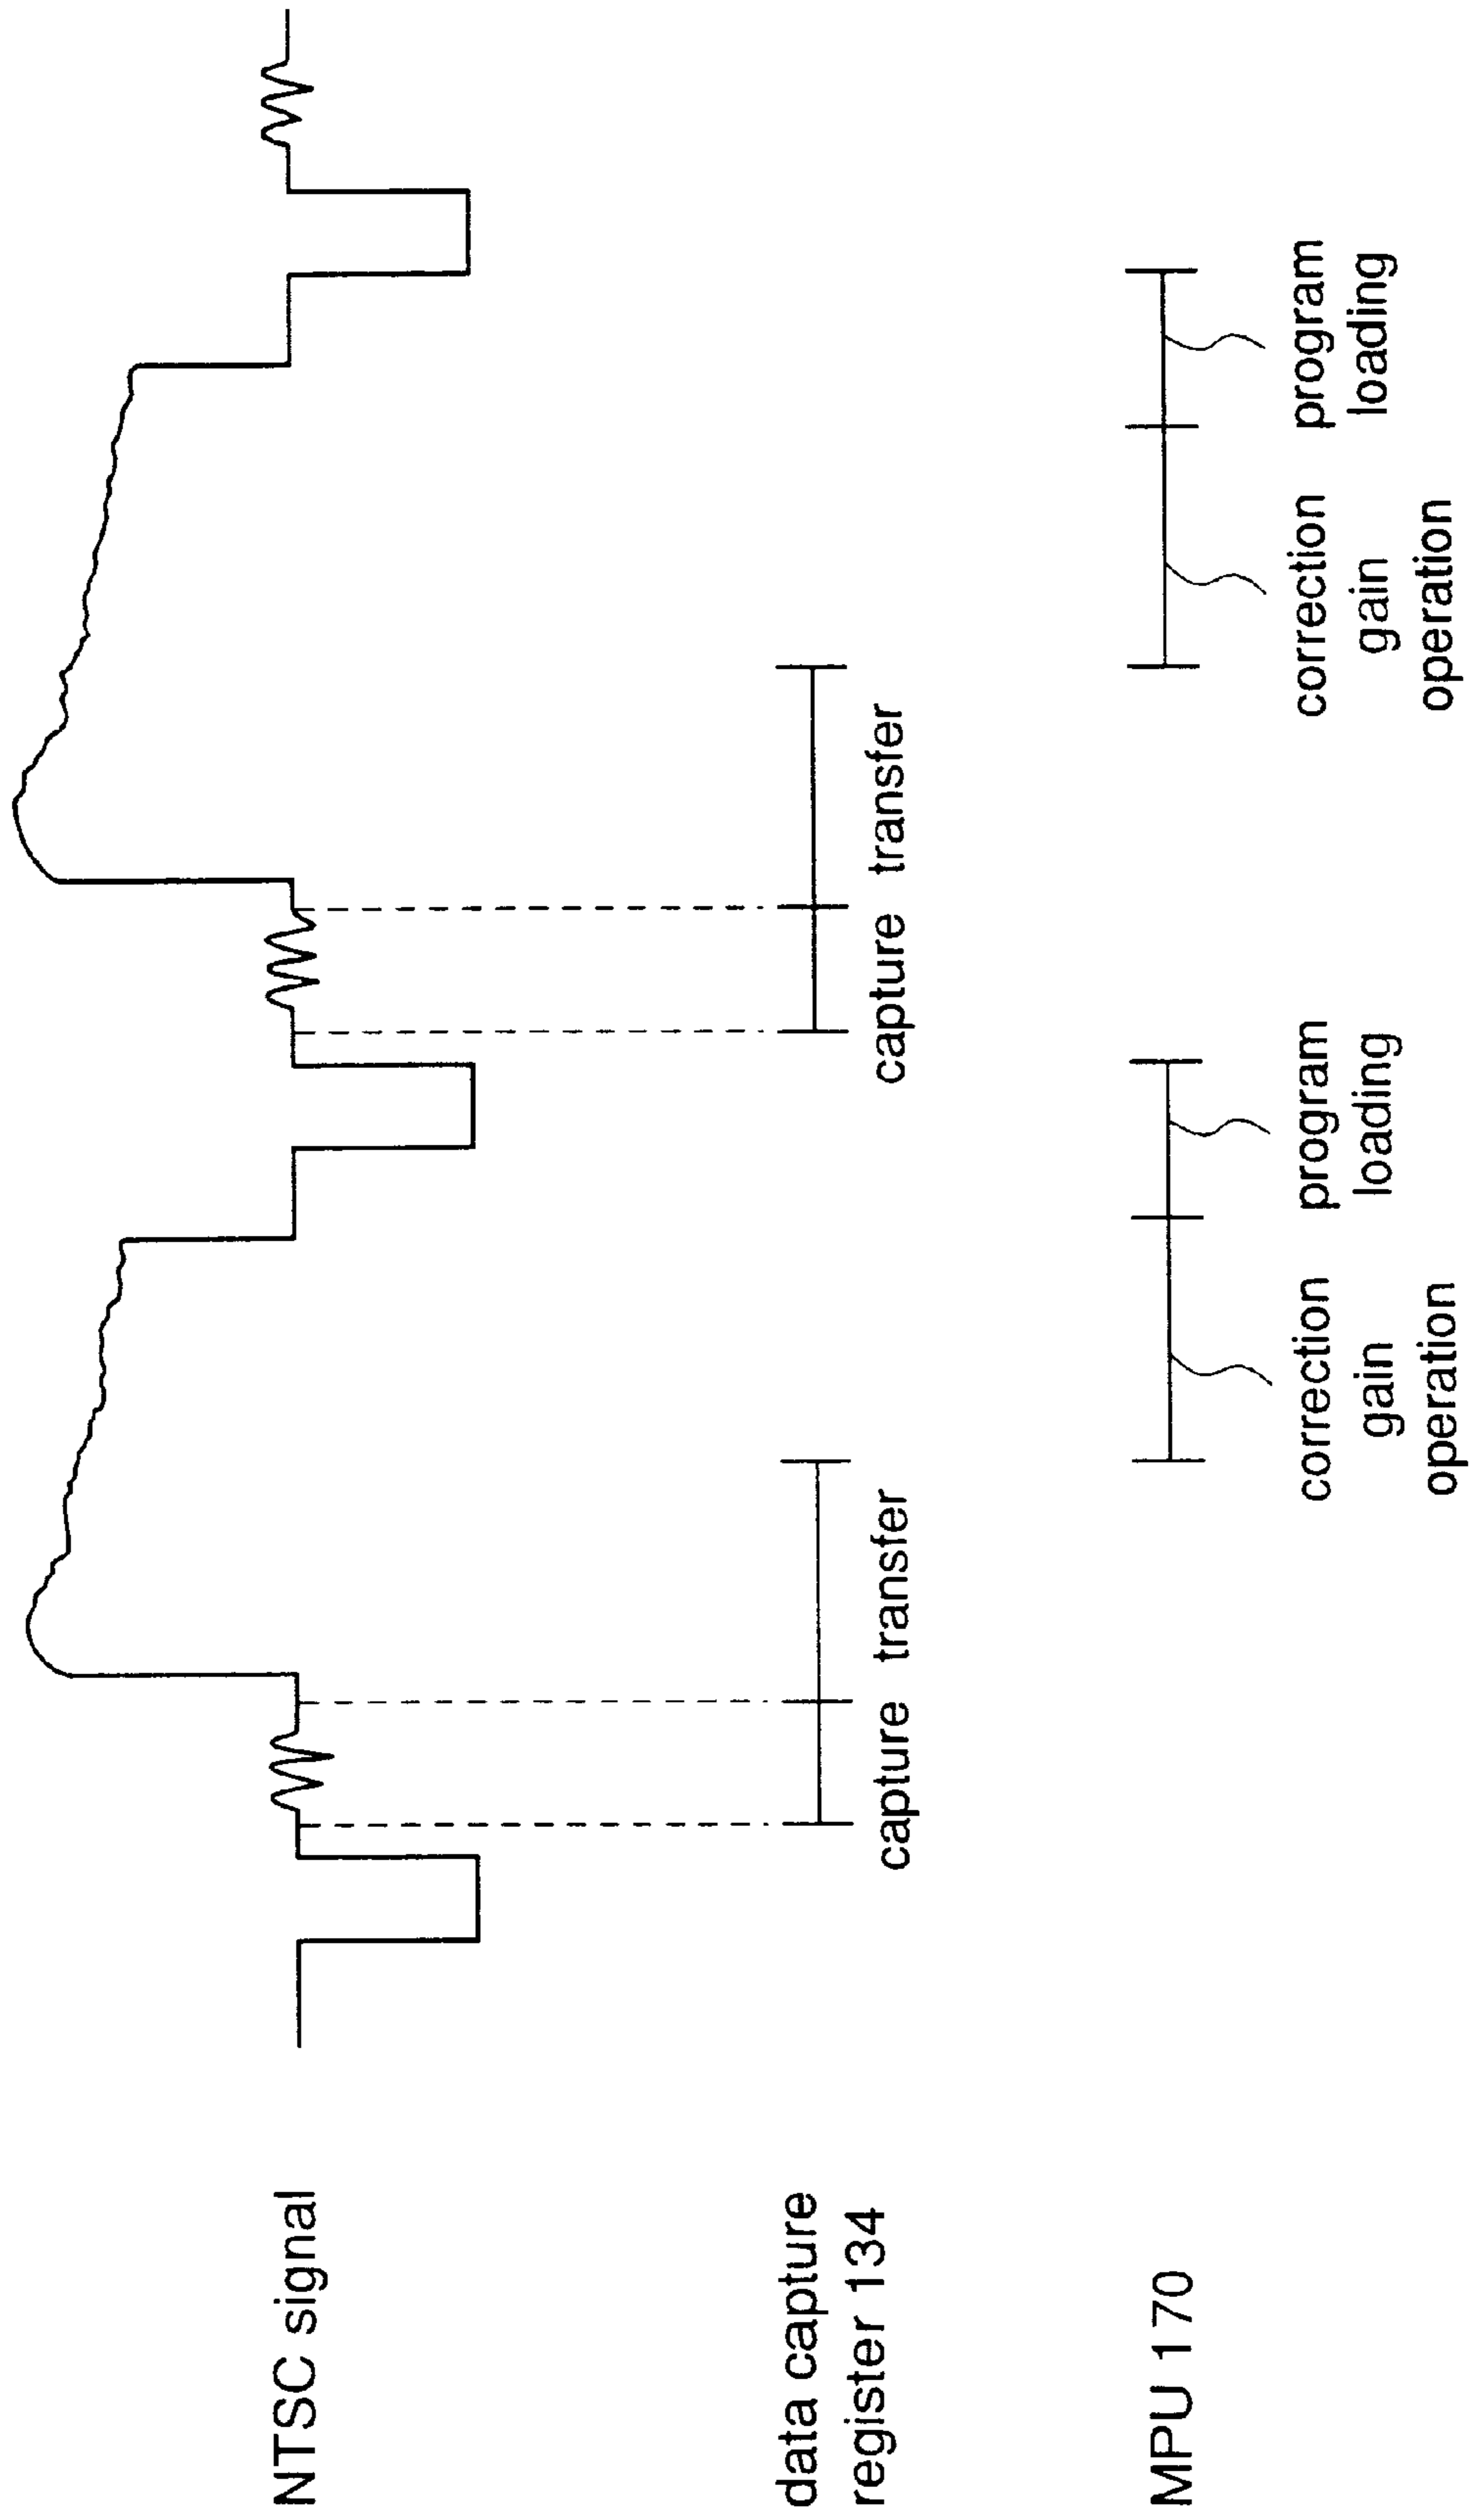 NTSC signal
data capture
register 134
capture transfer
capture transfer
MPU 170
correction
gain
operation
program
loading
correction
gain
operation
program
loading